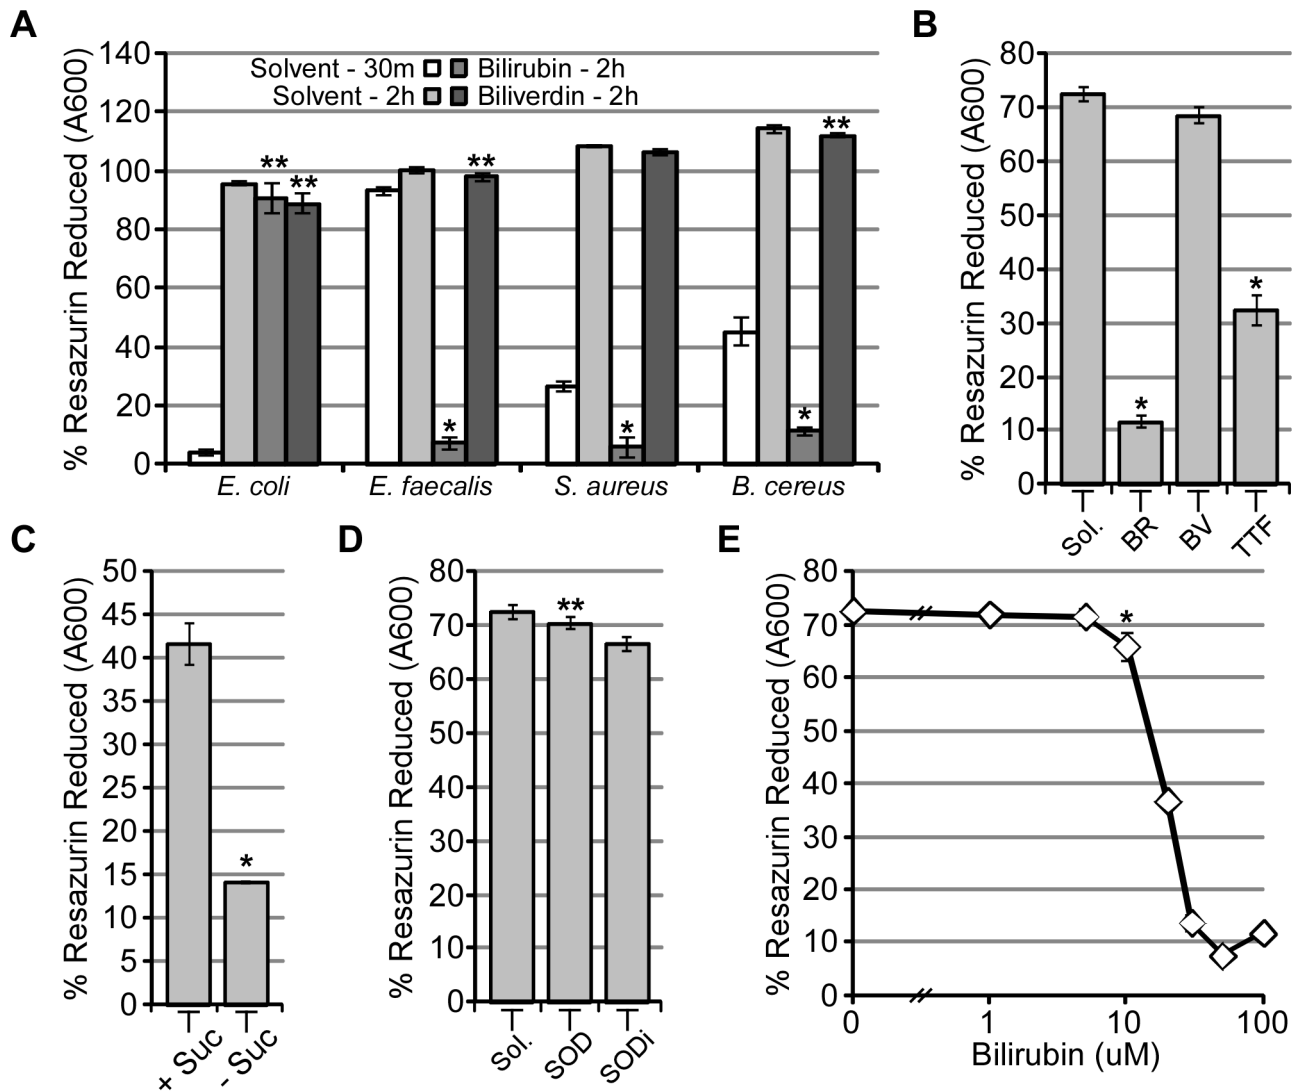 A
% Resazurin Reduced (A600)
140
120
100
80
60
40
20
0
Solvent - 30m Bilirubin - 2h
Solvent - 2h Biliverdin - 2h
** ** ** **
* * *
E. coli E. faecalis S. aureus B. cereus
B
% Resazurin Reduced (A600)
80
70
60
50
40
30
20
10
0
* *
Sol. BR BV TTF
C
% Resazurin Reduced (A600)
50
45
40
35
30
25
20
15
10
5
0
*
+ Suc - Suc
D
% Resazurin Reduced (A600)
80
70
60
50
40
30
20
10
0
**
Sol. SOD SODi
E
% Resazurin Reduced (A600)
80
70
60
50
40
30
20
10
0
*
0 1 10 100
Bilirubin (uM)